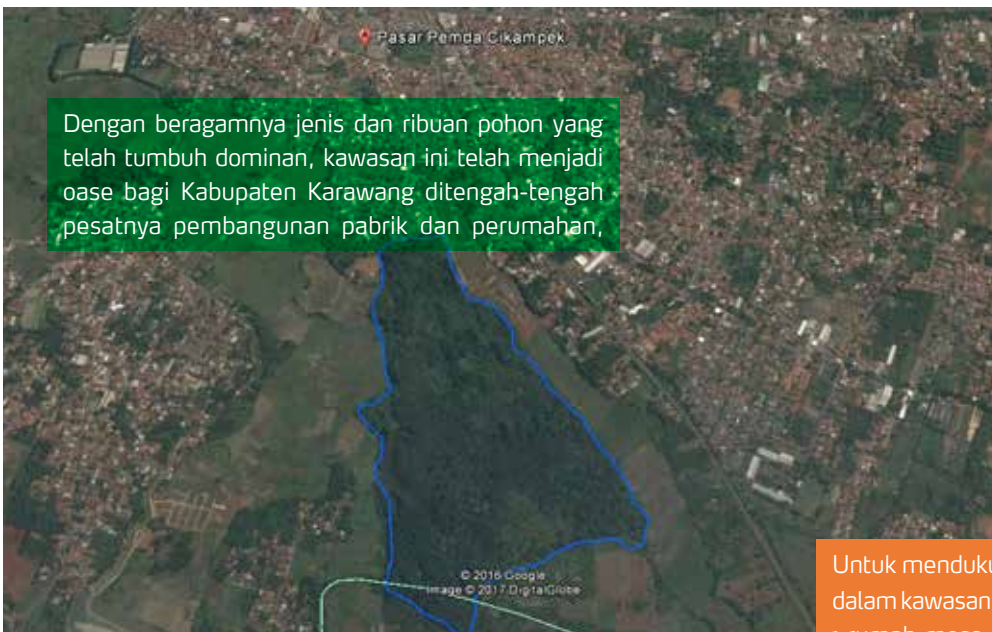 Pasar Pemda Cikampek
Dengan beragamnya jenis dan ribuan pohon yang
telah tumbuh dominan, kawasan ini telah menjadi
oase bagi Kabupaten Karawang ditengah-tengah
pesatnya pembangunan pabrik dan perumahan,
© 2016 Google
Image © 2017 DigitalGlobe
Untuk menduku
dalam kawasan